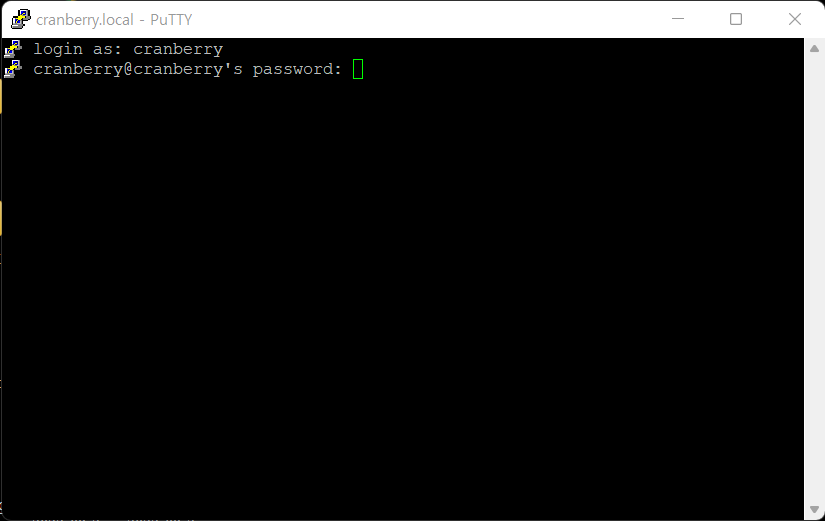 cranberry.local - PuTTY
login as: cranberry
cranberry@cranberry's password: